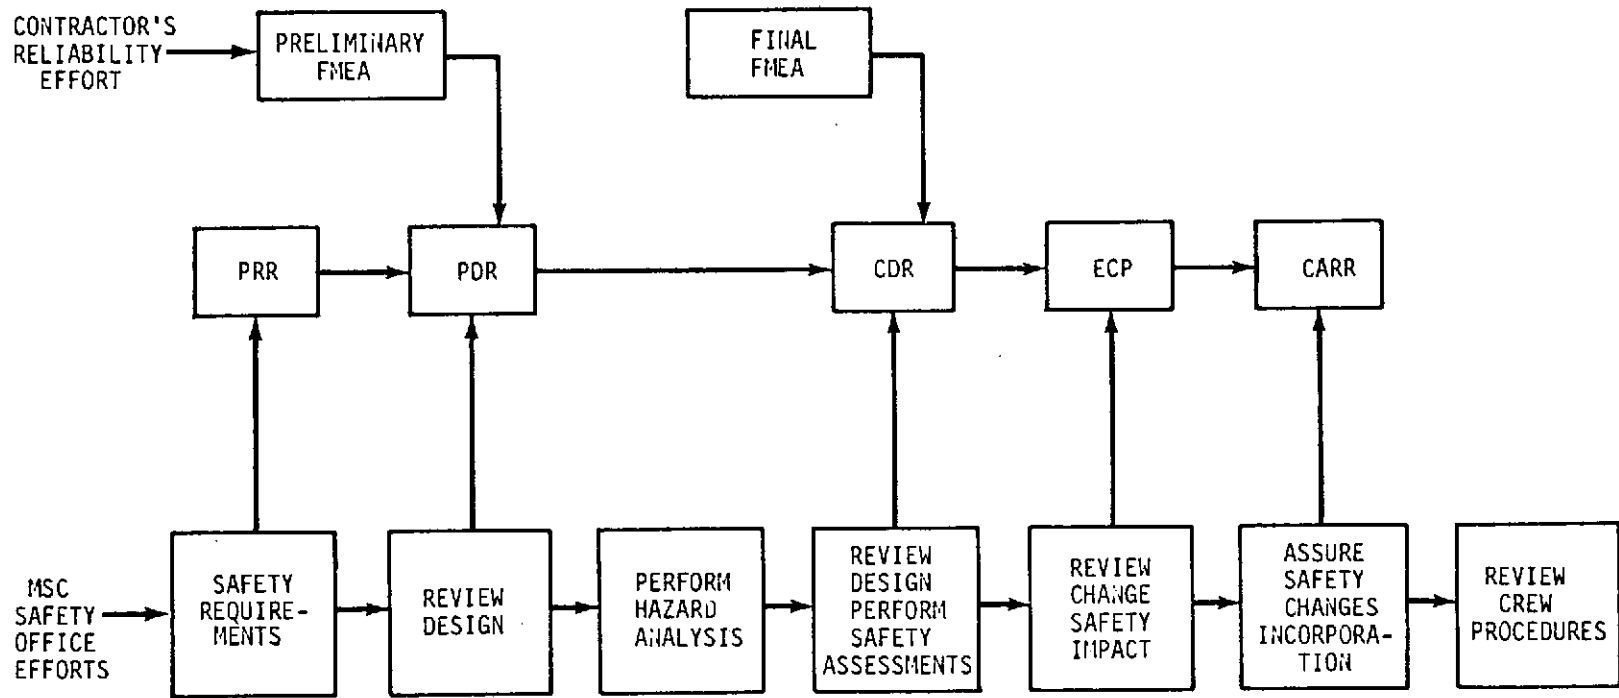 CONTRACTOR'S
RELIABILITY
EFFORT
PRELIMINARY
FMEA
FINAL
FMEA
PRR
PDR
CDR
ECP
CARR
MSC
SAFETY
OFFICE
EFFORTS
SAFETY
REQUIRE-
MENTS
REVIEW
DESIGN
PERFORM
HAZARD
ANALYSIS
REVIEW
DESIGN
PERFORM
SAFETY
ASSESSMENTS
REVIEW
CHANGE
SAFETY
IMPACT
ASSURE
SAFETY
CHANGES
INCORPORA-
TION
REVIEW
CREW
PROCEDURES